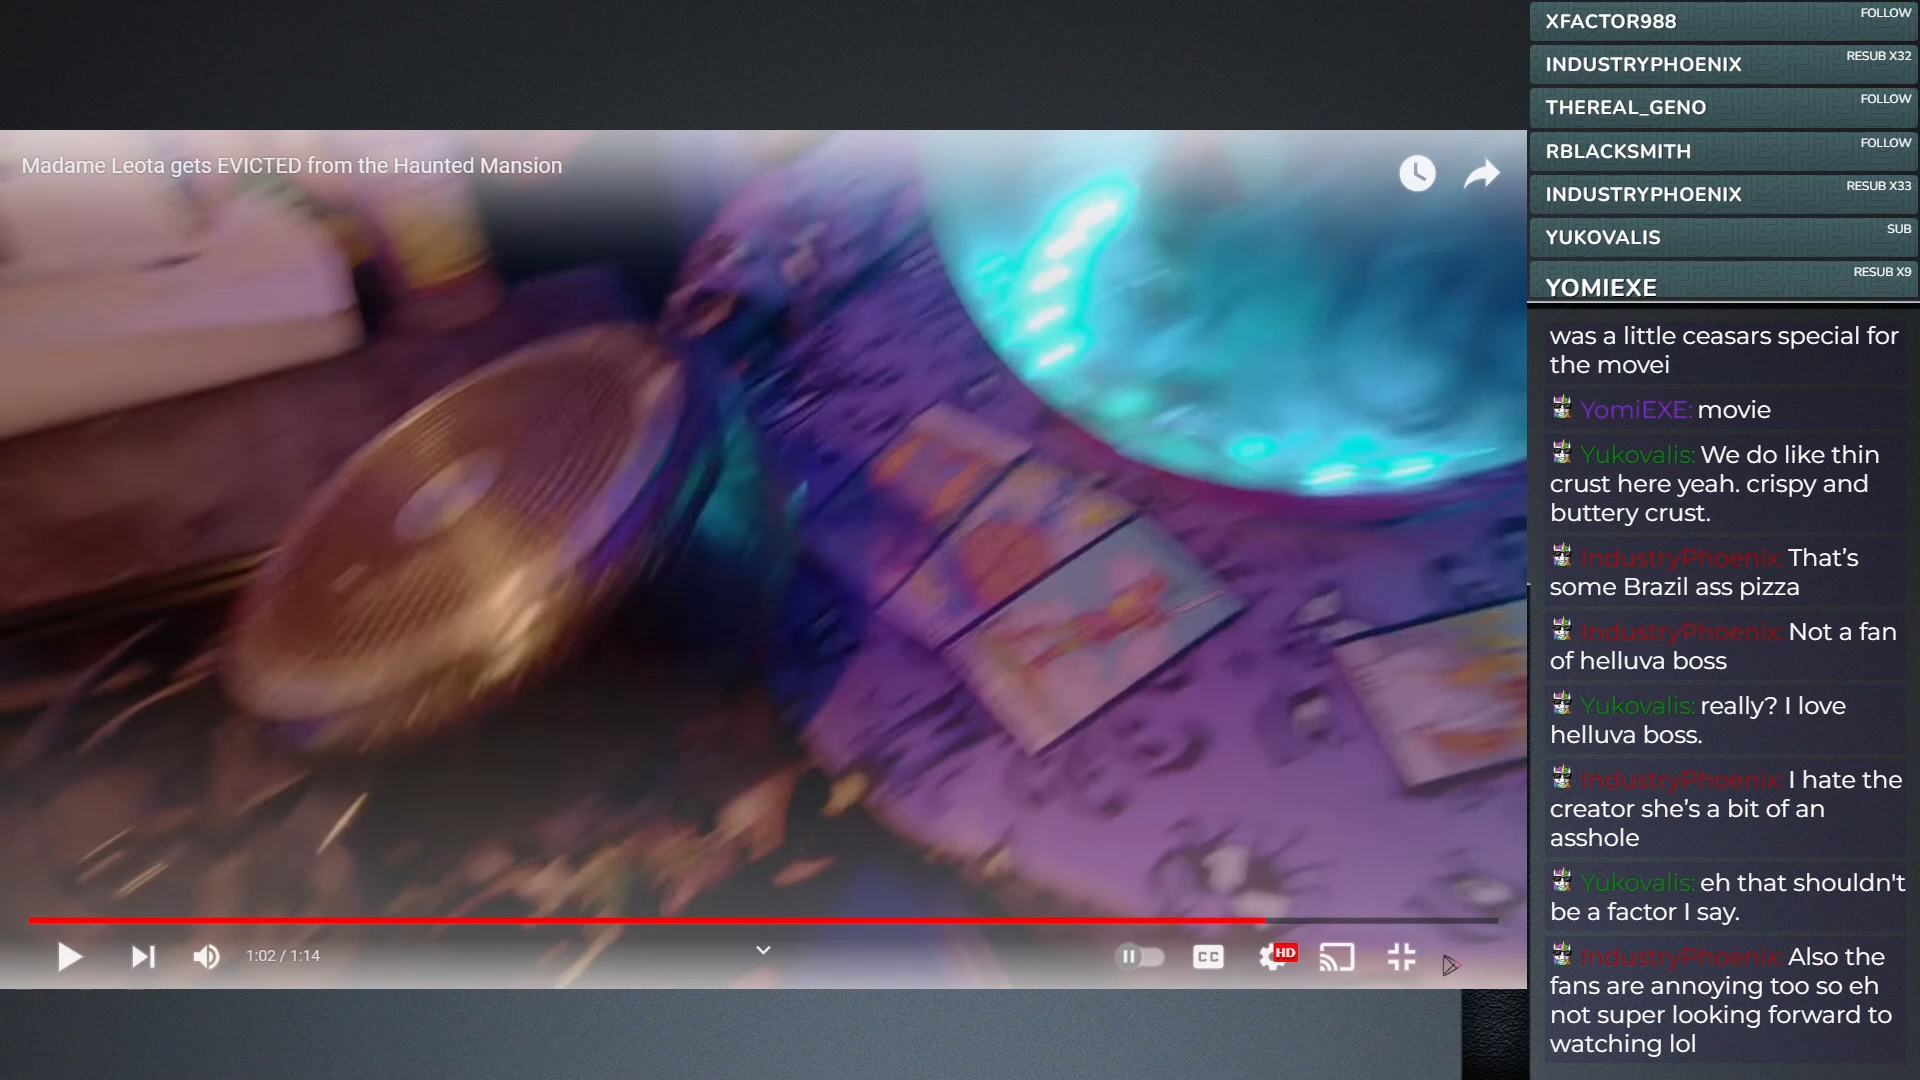 Madame Leota gets EVICTED from the Haunted Mansion
1:02 / 1:14
CC
HD
XFACTOR988
FOLLOW
INDUSTRYPHOENIX
RESUB X32
THEREAL_GENO
FOLLOW
RBLACKSMITH
FOLLOW
INDUSTRYPHOENIX
RESUB X33
YUKOVALIS
SUB
YOMIEXE
RESUB X9
was a little ceasars special for
the movei
YomiEXE: movie
Yukovalis: We do like thin
crust here yeah. crispy and
buttery crust.
IndustryPhoenix: That's
some Brazil ass pizza
IndustryPhoenix: Not a fan
of helluva boss
Yukovalis: really? I love
helluva boss.
IndustryPhoenix: I hate the
creator she's a bit of an
asshole
Yukovalis: eh that shouldn't
be a factor I say.
IndustryPhoenix: Also the
fans are annoying too so eh
not super looking forward to
watching lol